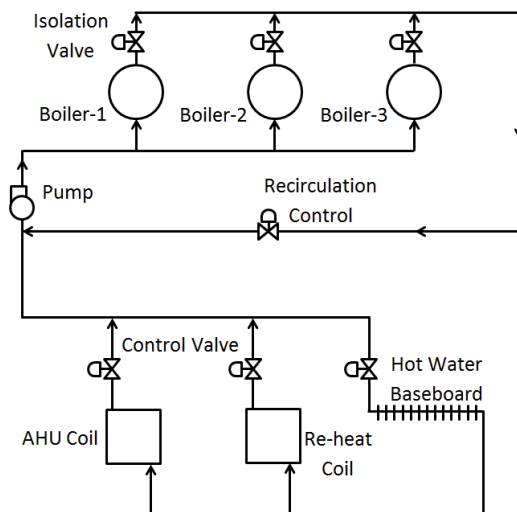 Isolation
Valve
Boiler-1
Boiler-2
Boiler-3
Pump
Recirculation
Control
Control Valve
Hot Water
Baseboard
AHU Coil
Re-heat
Coil